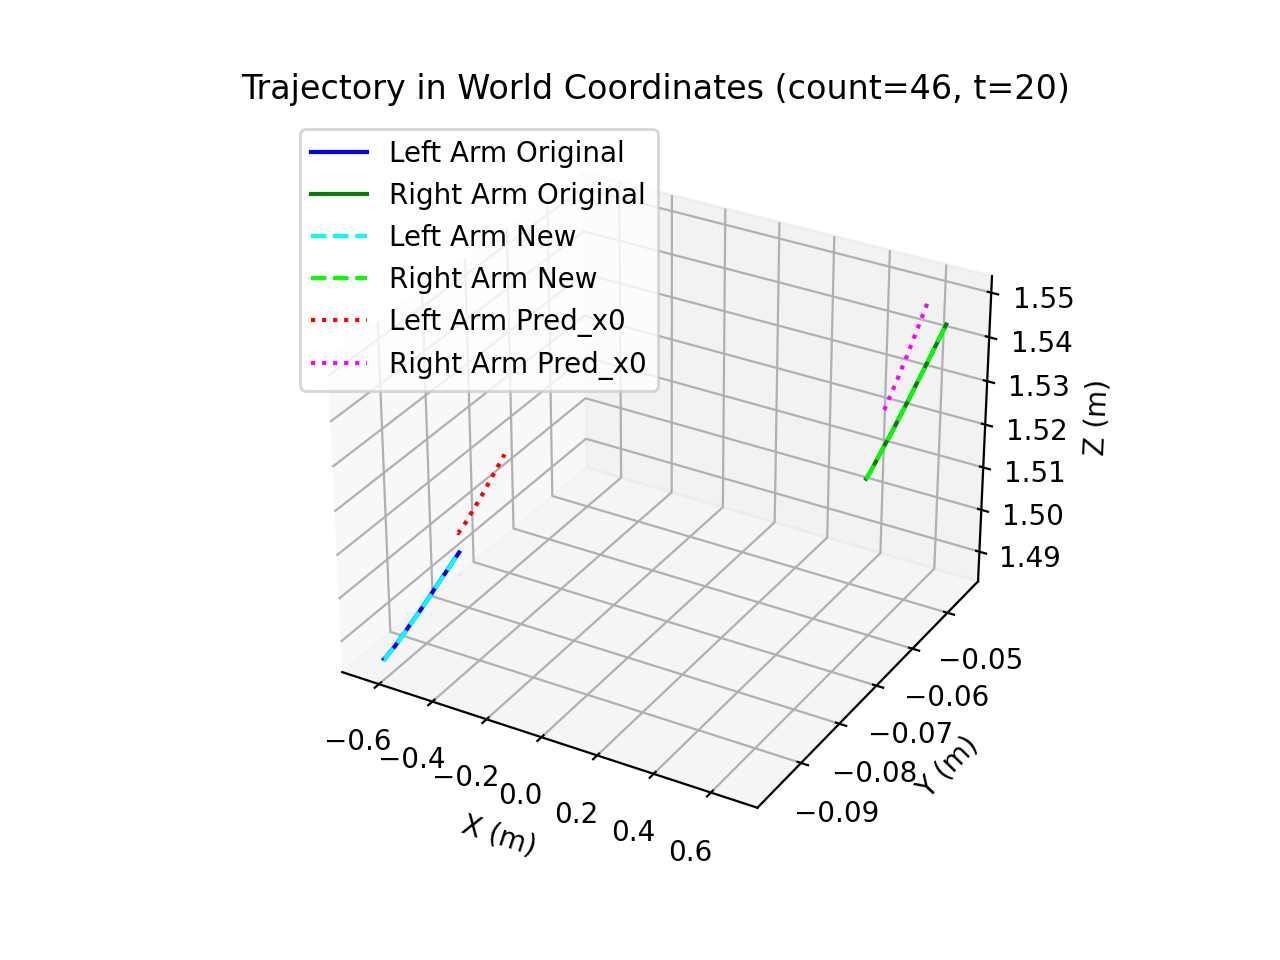 Trajectory in World Coordinates (count=46, t=20)
Left Arm Original
Right Arm Original
Left Arm New
Right Arm New
Left Arm Pred_x0
Right Arm Pred_x0
1.55
1.54
1.53
1.52
1.51
1.50
1.49
Z (m)
−0.05
−0.06
−0.07
−0.08
−0.09
Y (m)
−0.6
−0.4
−0.2
0.0
0.2
0.4
0.6
X (m)